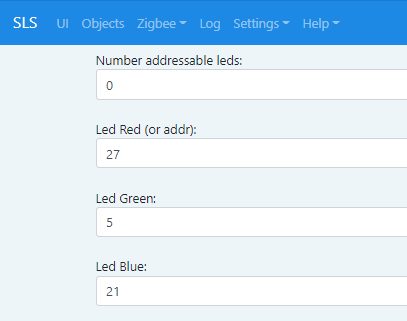 SLS UI Objects Zigbee Log Settings Help
Number addressable leds:
0
Led Red (or addr):
27
Led Green:
5
Led Blue:
21